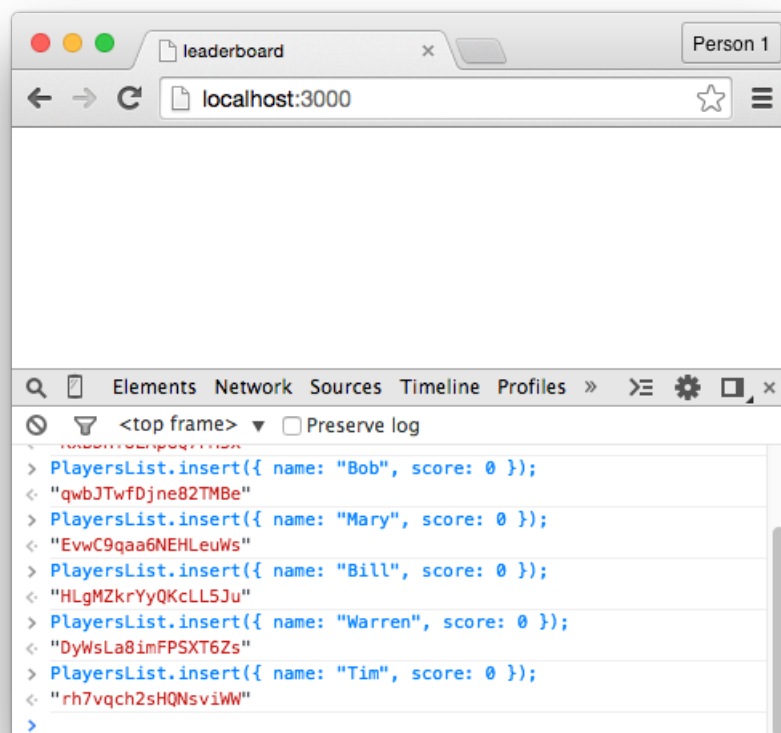 leaderboard
Person 1
localhost:3000
Elements Network Sources Timeline Profiles »
<top frame> ▼ Preserve log
> PlayersList.insert({ name: "Bob", score: 0 });
"qwbJTwfDjne82TMBe"
> PlayersList.insert({ name: "Mary", score: 0 });
"EvwC9qaa6NEHLeuWs"
> PlayersList.insert({ name: "Bill", score: 0 });
"HLgMZkrYyQKcLL5Ju"
> PlayersList.insert({ name: "Warren", score: 0 });
"DyWsLa8imFPSXT6Zs"
> PlayersList.insert({ name: "Tim", score: 0 });
"rh7vqch2sHQNsviWW"
>